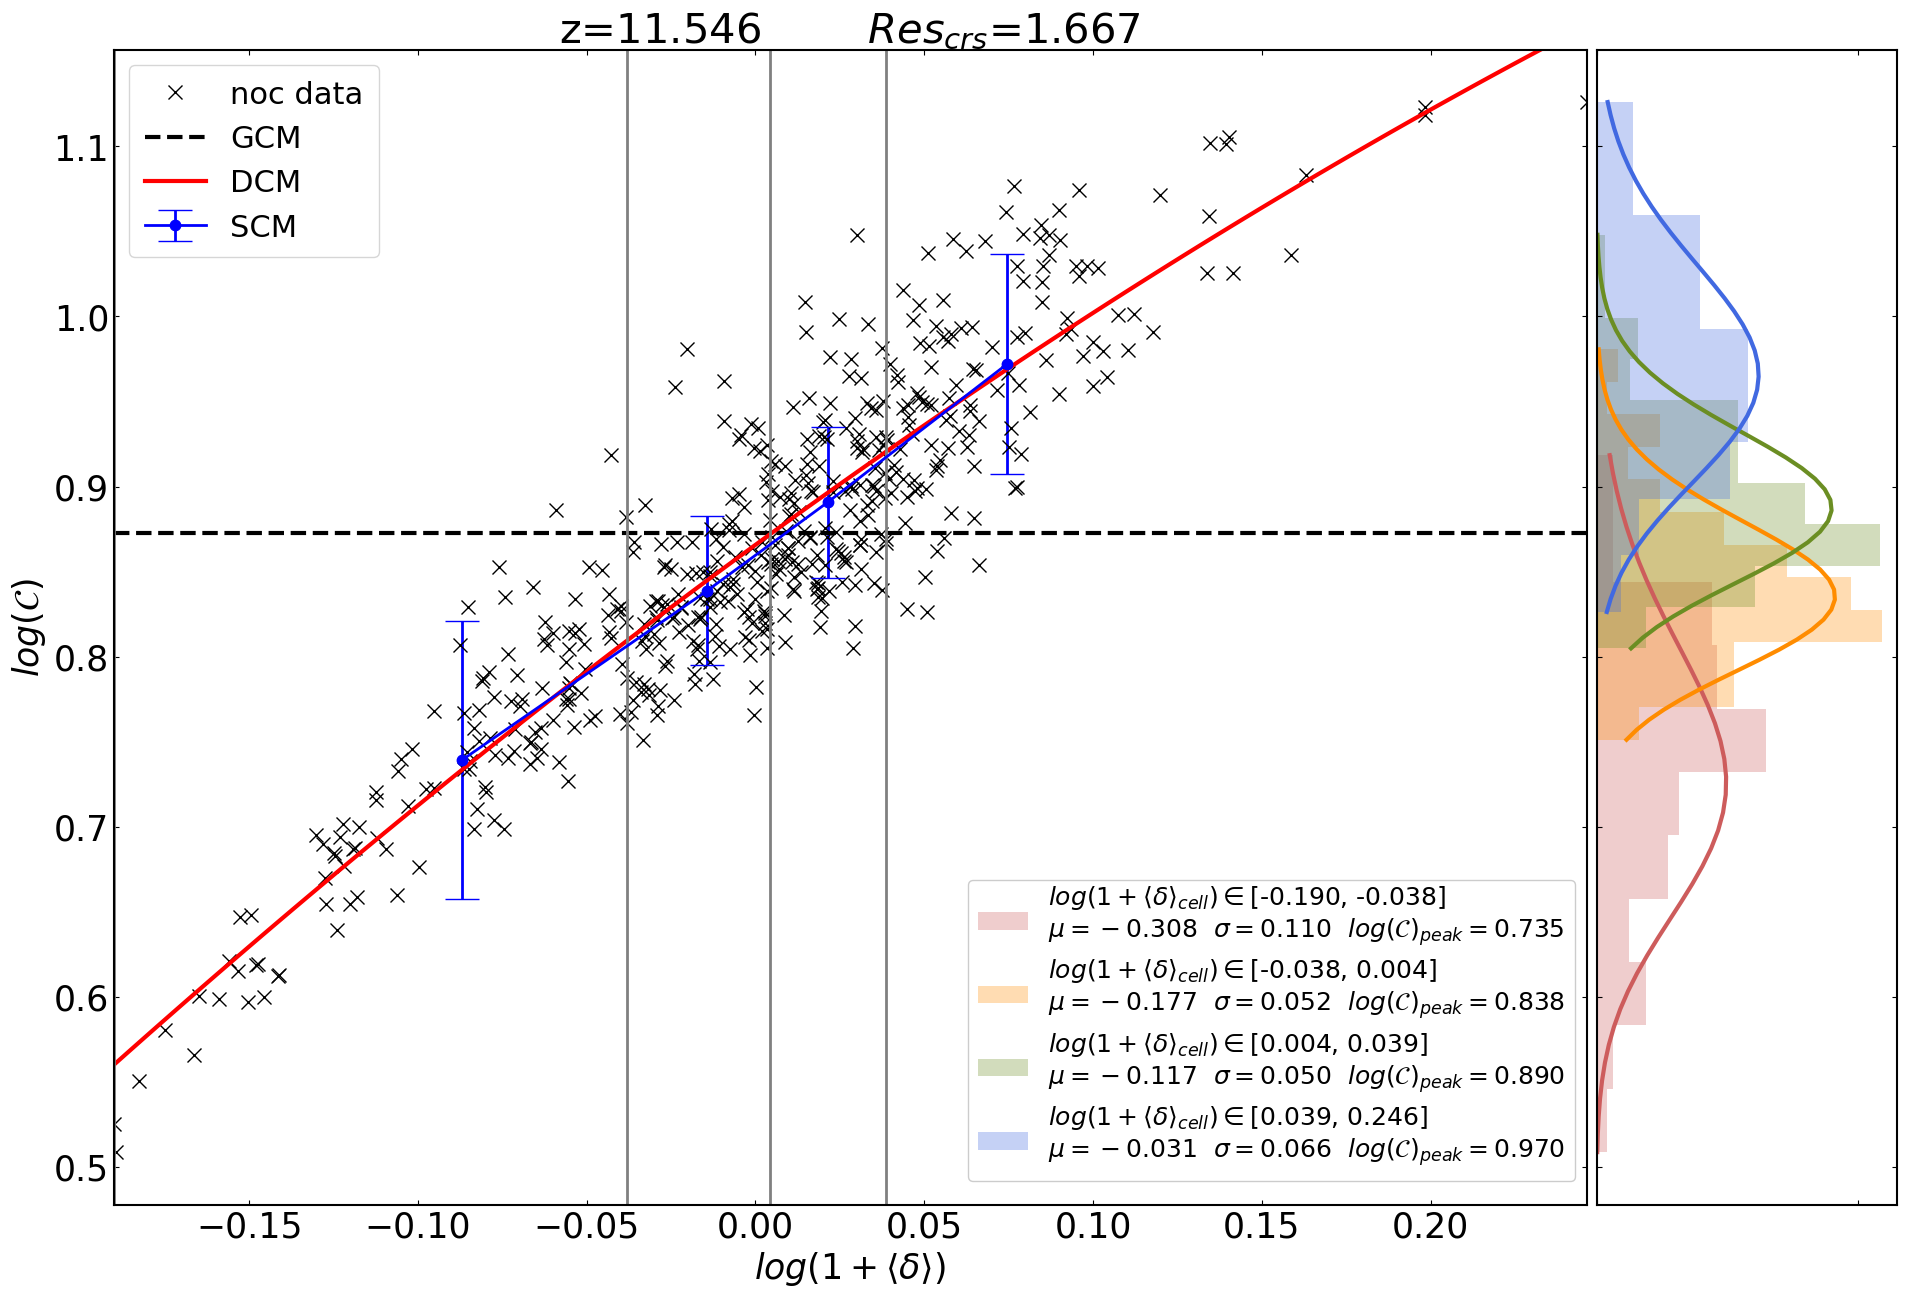 z=11.546 Res_crs=1.667
noc data
GCM
DCM
SCM
1.1
1.0
0.9
0.8
0.7
0.6
0.5
log(𝒞)
log(1 + ⟨δ⟩_cell) ∈ [-0.190, -0.038]
μ = −0.308 σ = 0.110 log(𝒞)_peak = 0.735
log(1 + ⟨δ⟩_cell) ∈ [-0.038, 0.004]
μ = −0.177 σ = 0.052 log(𝒞)_peak = 0.838
log(1 + ⟨δ⟩_cell) ∈ [0.004, 0.039]
μ = −0.117 σ = 0.050 log(𝒞)_peak = 0.890
log(1 + ⟨δ⟩_cell) ∈ [0.039, 0.246]
μ = −0.031 σ = 0.066 log(𝒞)_peak = 0.970
−0.15 −0.10 −0.05 0.00 0.05 0.10 0.15 0.20
log(1 + ⟨δ⟩)